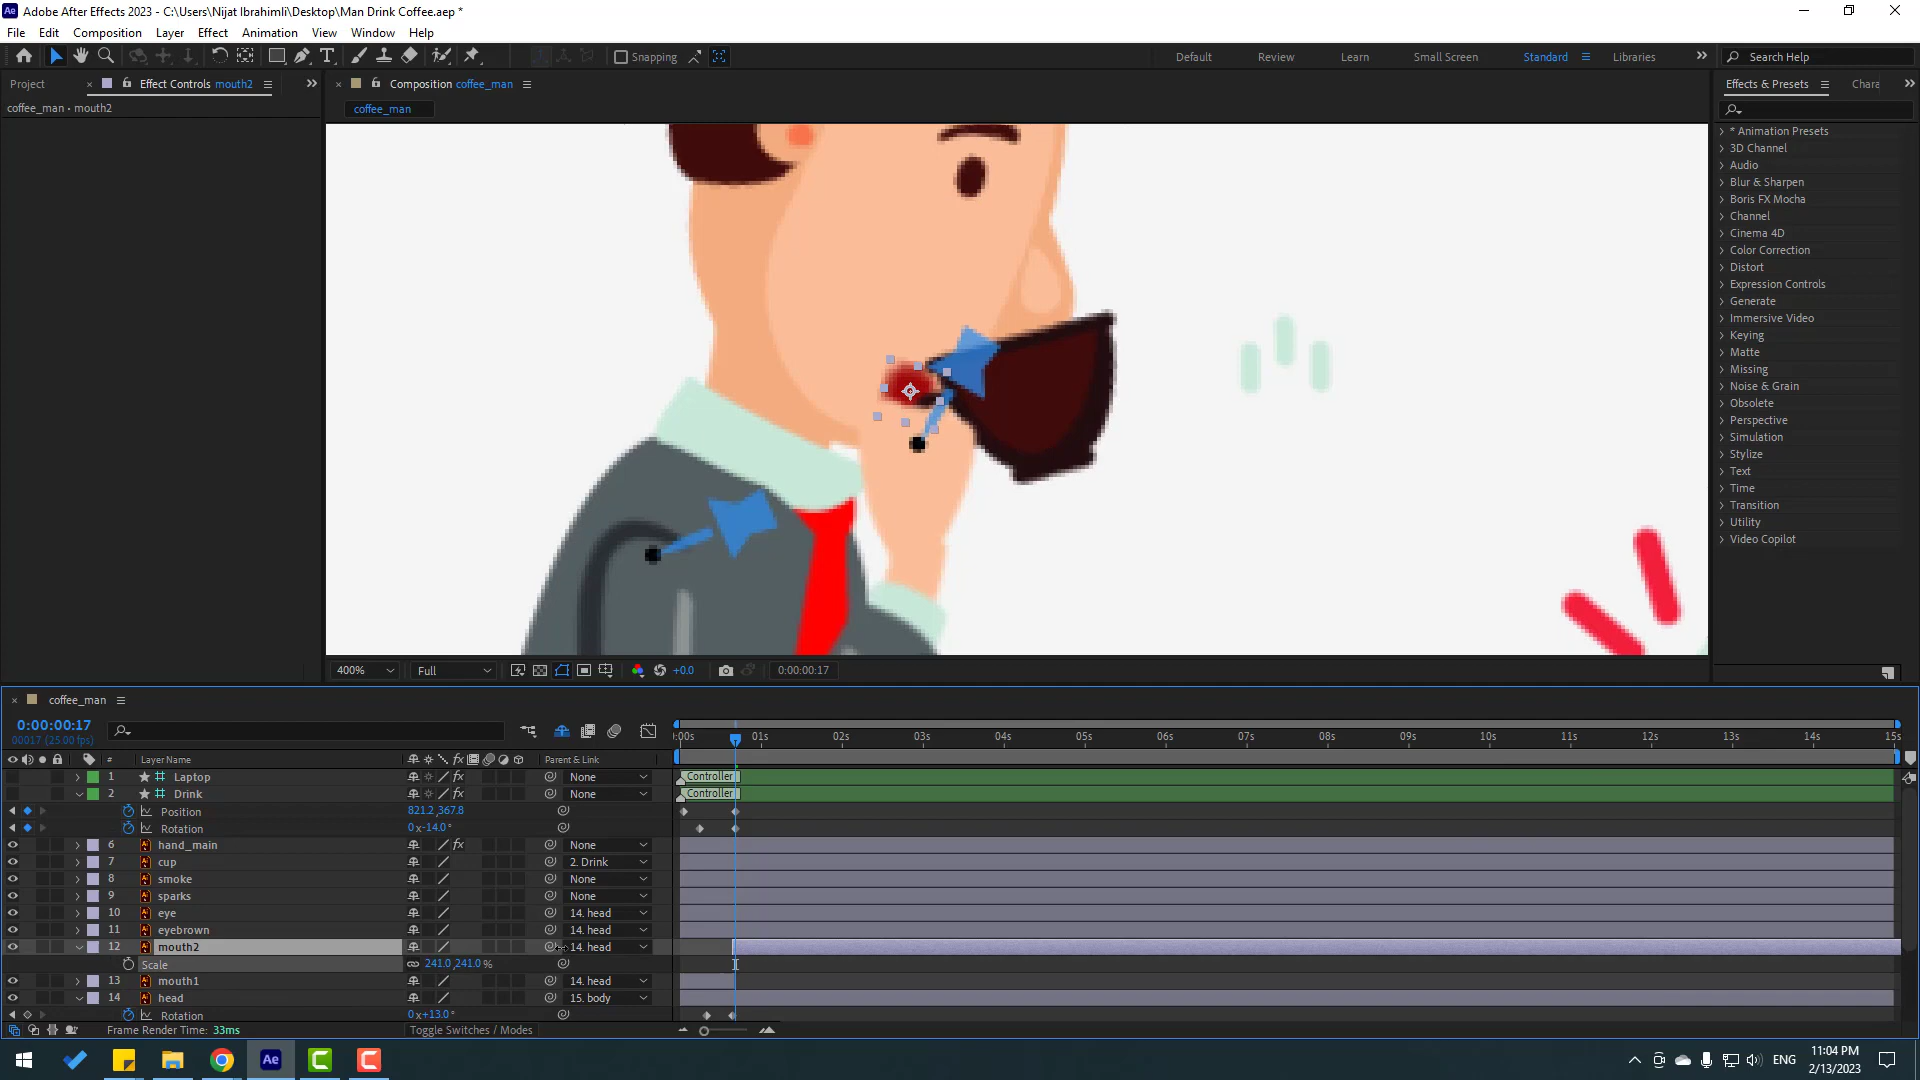 Adobe After Effects 2023 - C:\Users\Nijat Ibrahimli\Desktop\Man Drink Coffee.aep *
File Edit Composition Layer Effect Animation View Window Help
Snapping Default Review Learn Small Screen Standard Libraries Search Help
Project Effect Controls mouth2 Composition coffee_man Effects & Presets Chara
coffee_man • mouth2
coffee_man
* Animation Presets
3D Channel
Audio
Blur & Sharpen
Boris FX Mocha
Channel
Cinema 4D
Color Correction
Distort
Expression Controls
Generate
Immersive Video
Keying
Matte
Missing
Noise & Grain
Obsolete
Perspective
Simulation
Stylize
Text
Time
Transition
Utility
Video Copilot
400% Full +0.0 0:00:00:17
coffee_man
0:00:00:17
00017 (25.00 fps)
:00s 01s 02s 03s 04s 05s 06s 07s 08s 09s 10s 11s 12s 13s 14s 15s
# Layer Name Parent & Link
1 Laptop None Controller
2 Drink None Controller
Position 821.2,367.8
Rotation 0x-14.0°
6 hand_main None
7 cup 2. Drink
8 smoke None
9 sparks None
10 eye 14. head
11 eyebrown 14. head
12 mouth2 14. head
Scale 241.0,241.0%
13 mouth1 14. head
14 head 15. body
Rotation 0x+13.0°
Frame Render Time: 33ms Toggle Switches / Modes
Ae ENG 11:04 PM
2/13/2023